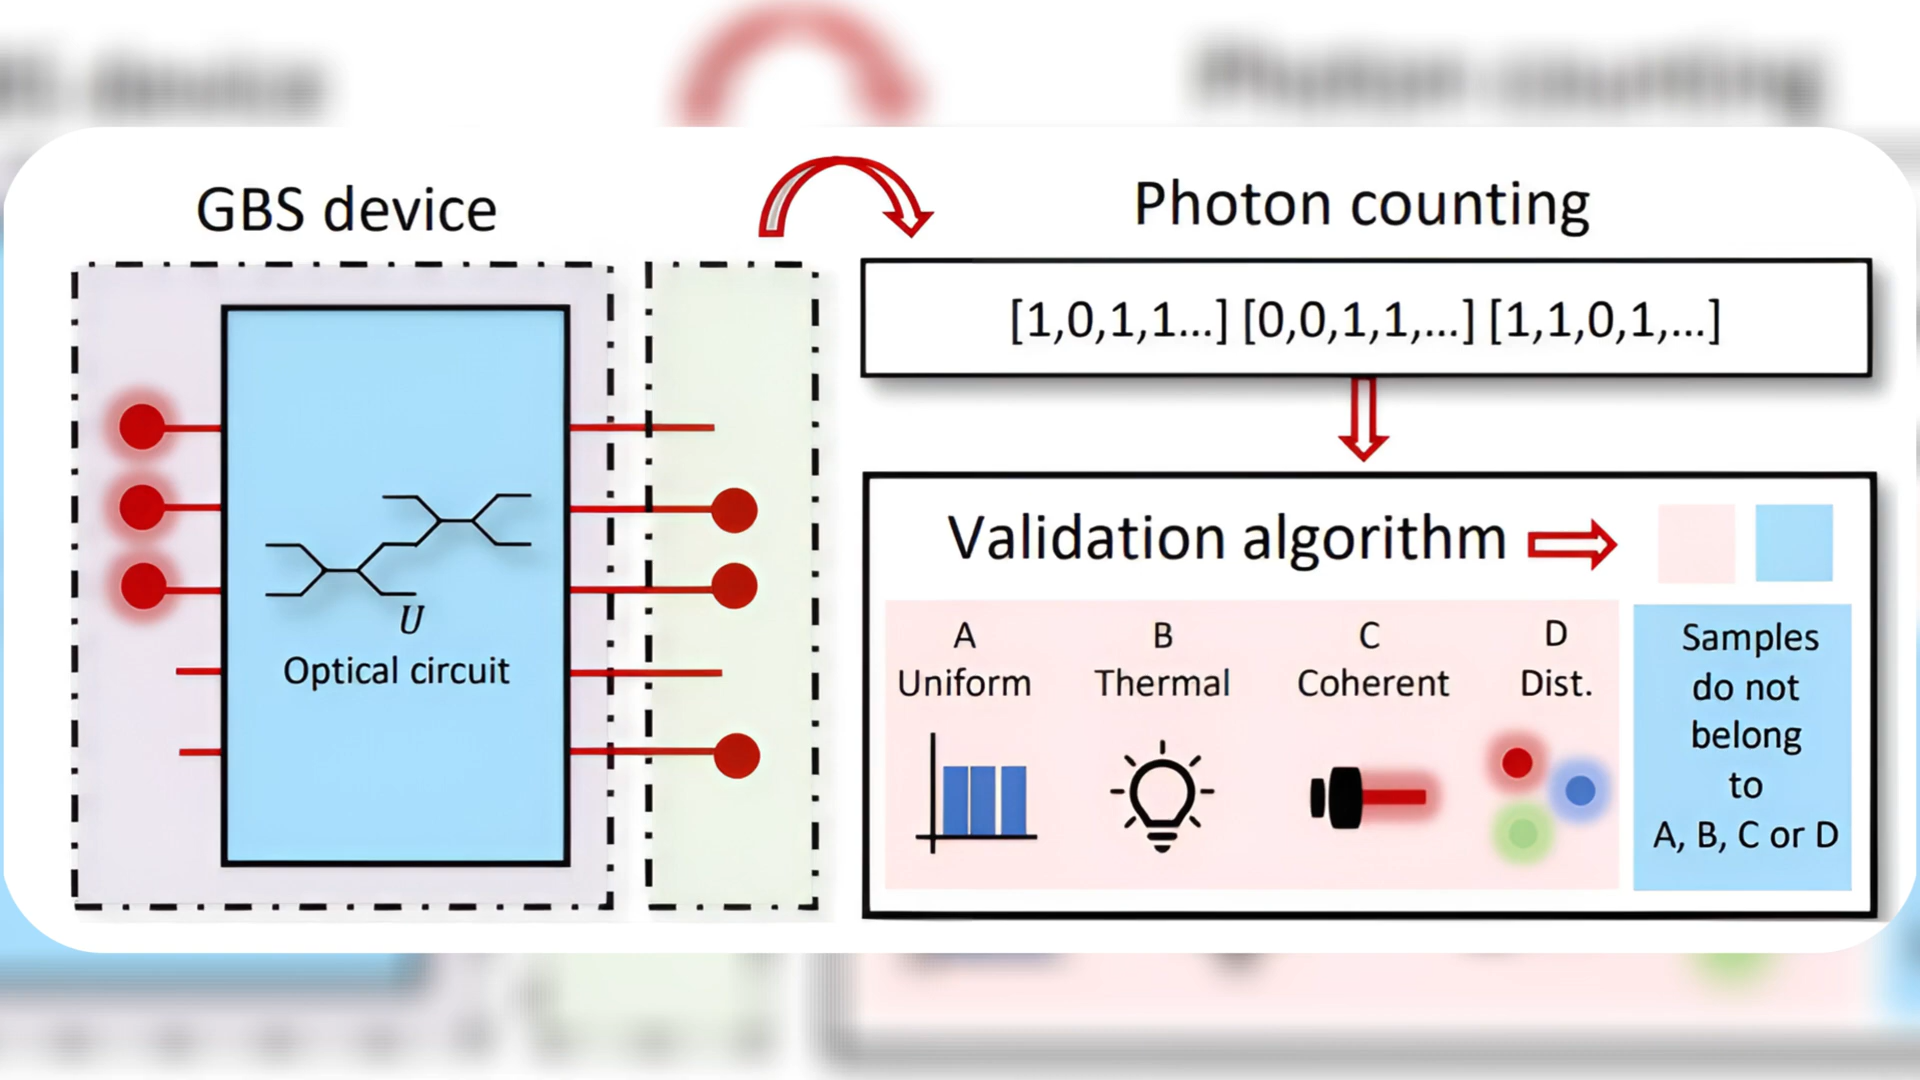 GBS device
Photon counting
[1,0,1,1...] [0,0,1,1,...] [1,1,0,1,...]
U
Optical circuit
Validation algorithm
A
Uniform
B
Thermal
C
Coherent
D
Dist.
Samples
do not
belong
to
A, B, C or D